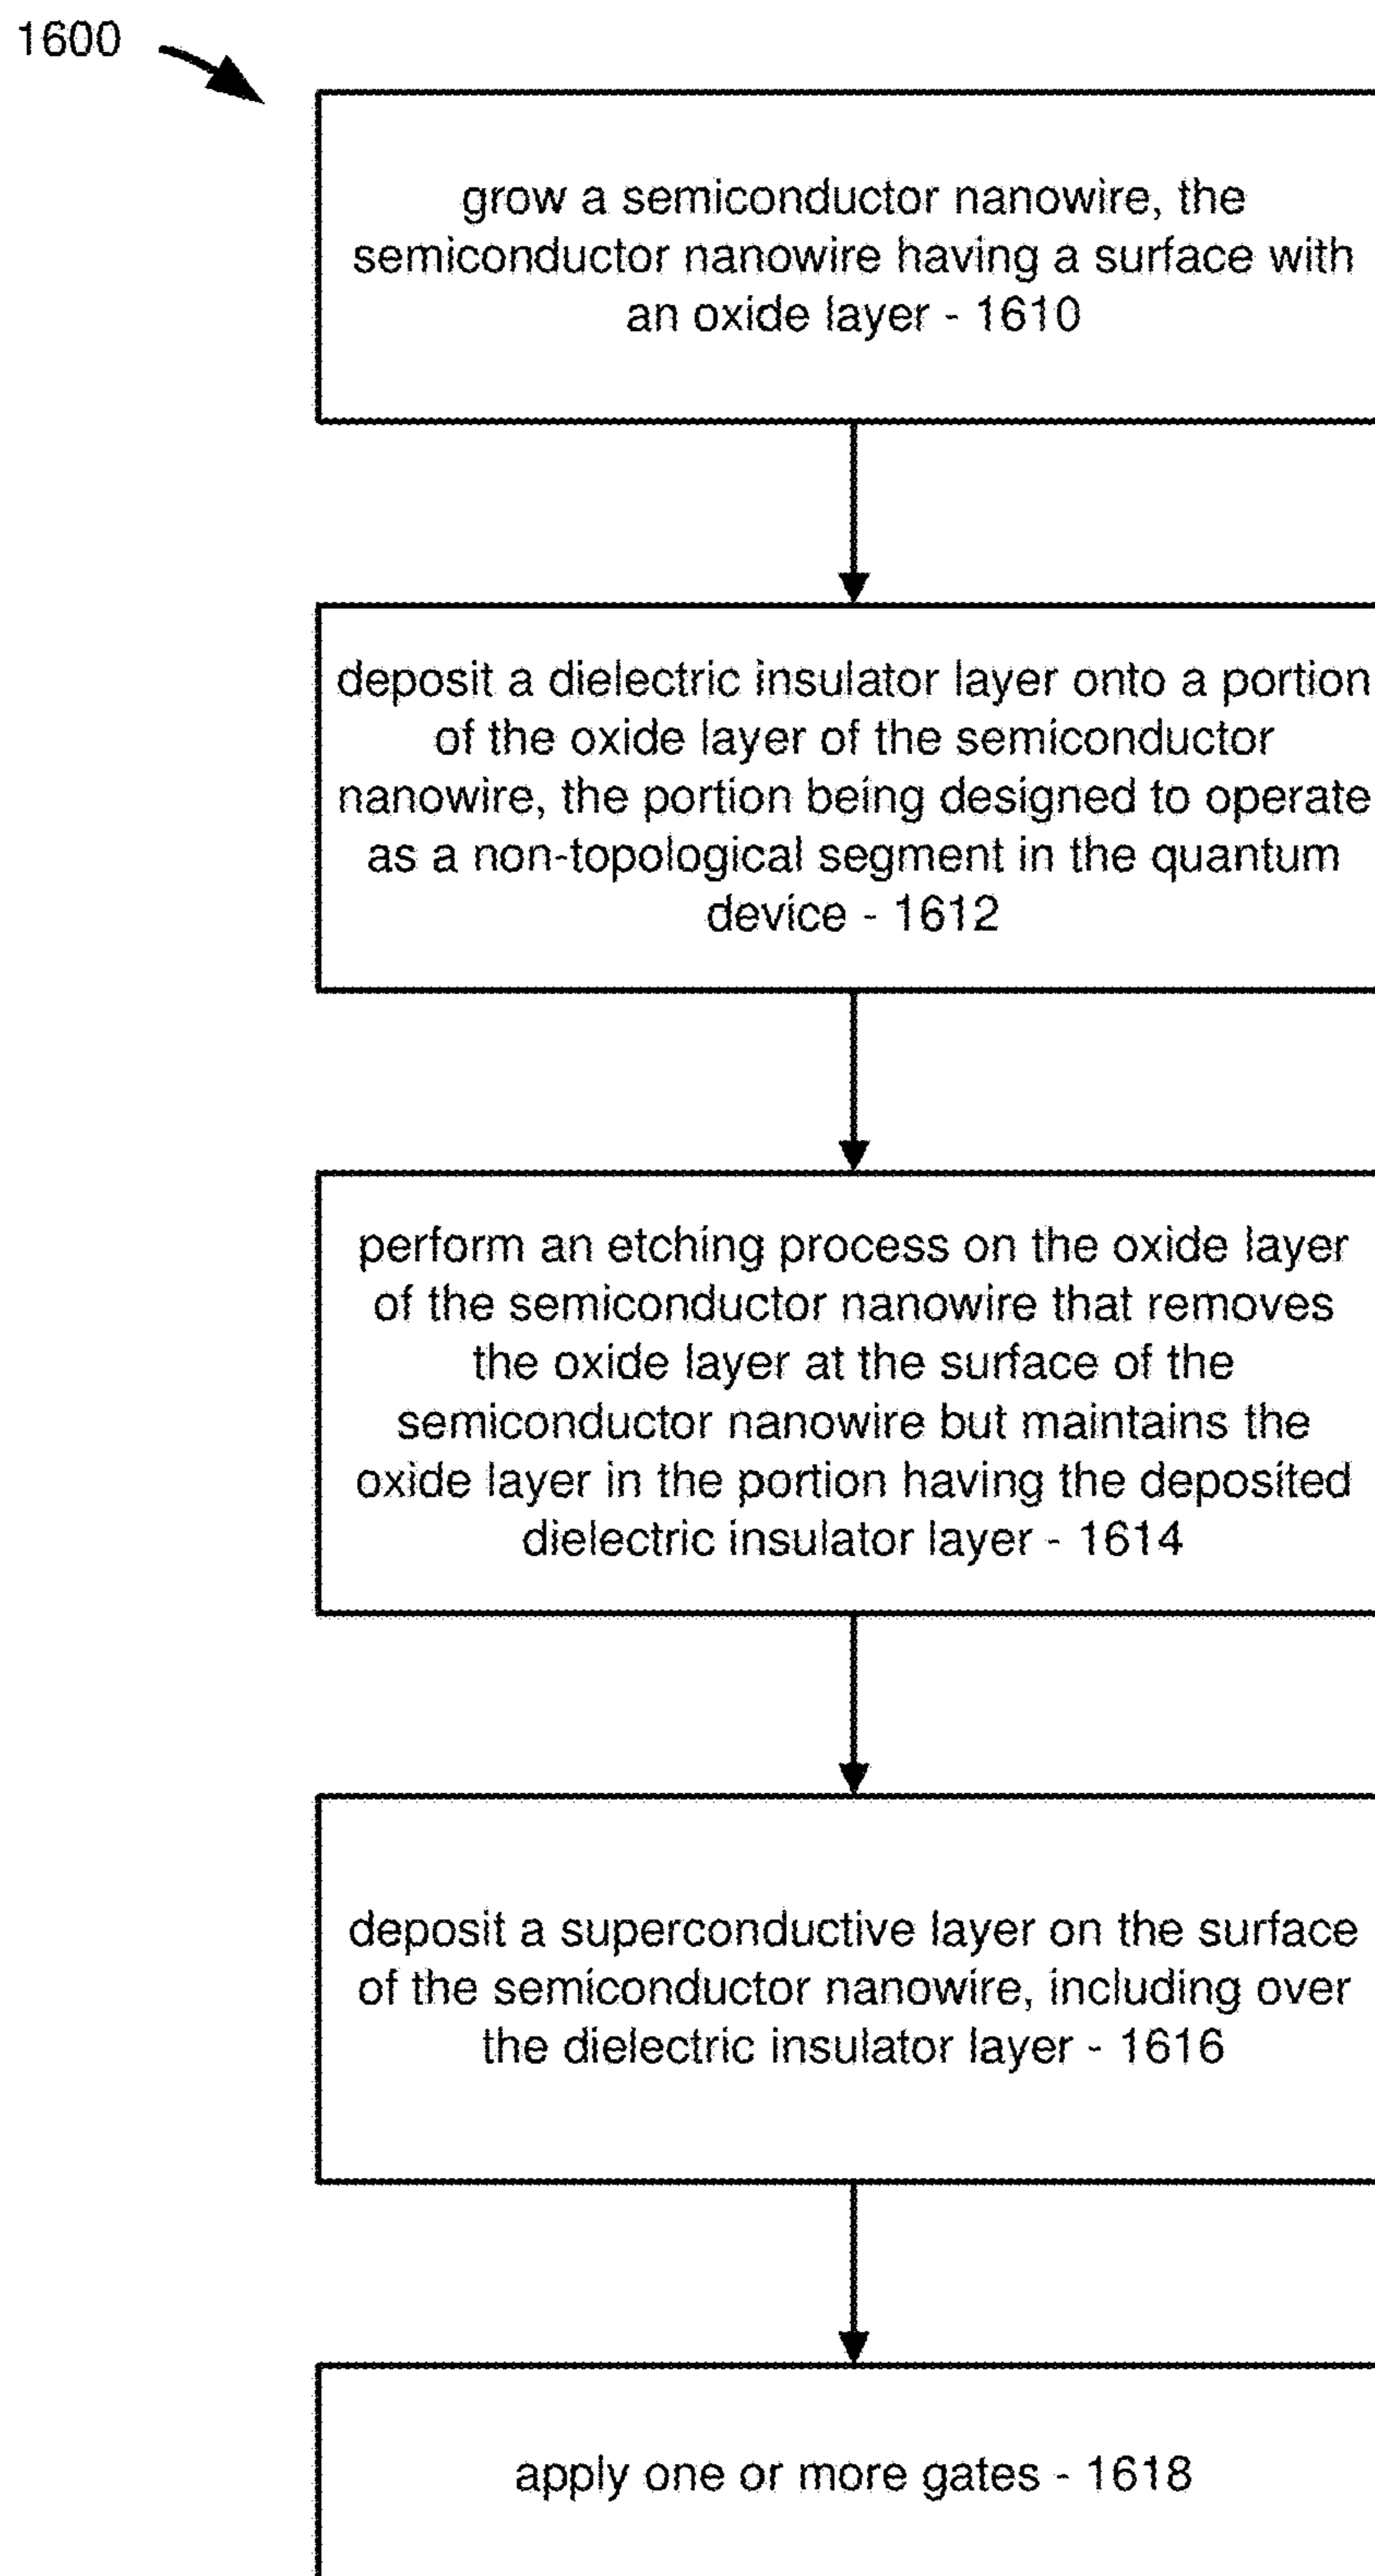 1600
grow a semiconductor nanowire, the
semiconductor nanowire having a surface with
an oxide layer - 1610
deposit a dielectric insulator layer onto a portion
of the oxide layer of the semiconductor
nanowire, the portion being designed to operate
as a non-topological segment in the quantum
device - 1612
perform an etching process on the oxide layer
of the semiconductor nanowire that removes
the oxide layer at the surface of the
semiconductor nanowire but maintains the
oxide layer in the portion having the deposited
dielectric insulator layer - 1614
deposit a superconductive layer on the surface
of the semiconductor nanowire, including over
the dielectric insulator layer - 1616
apply one or more gates - 1618